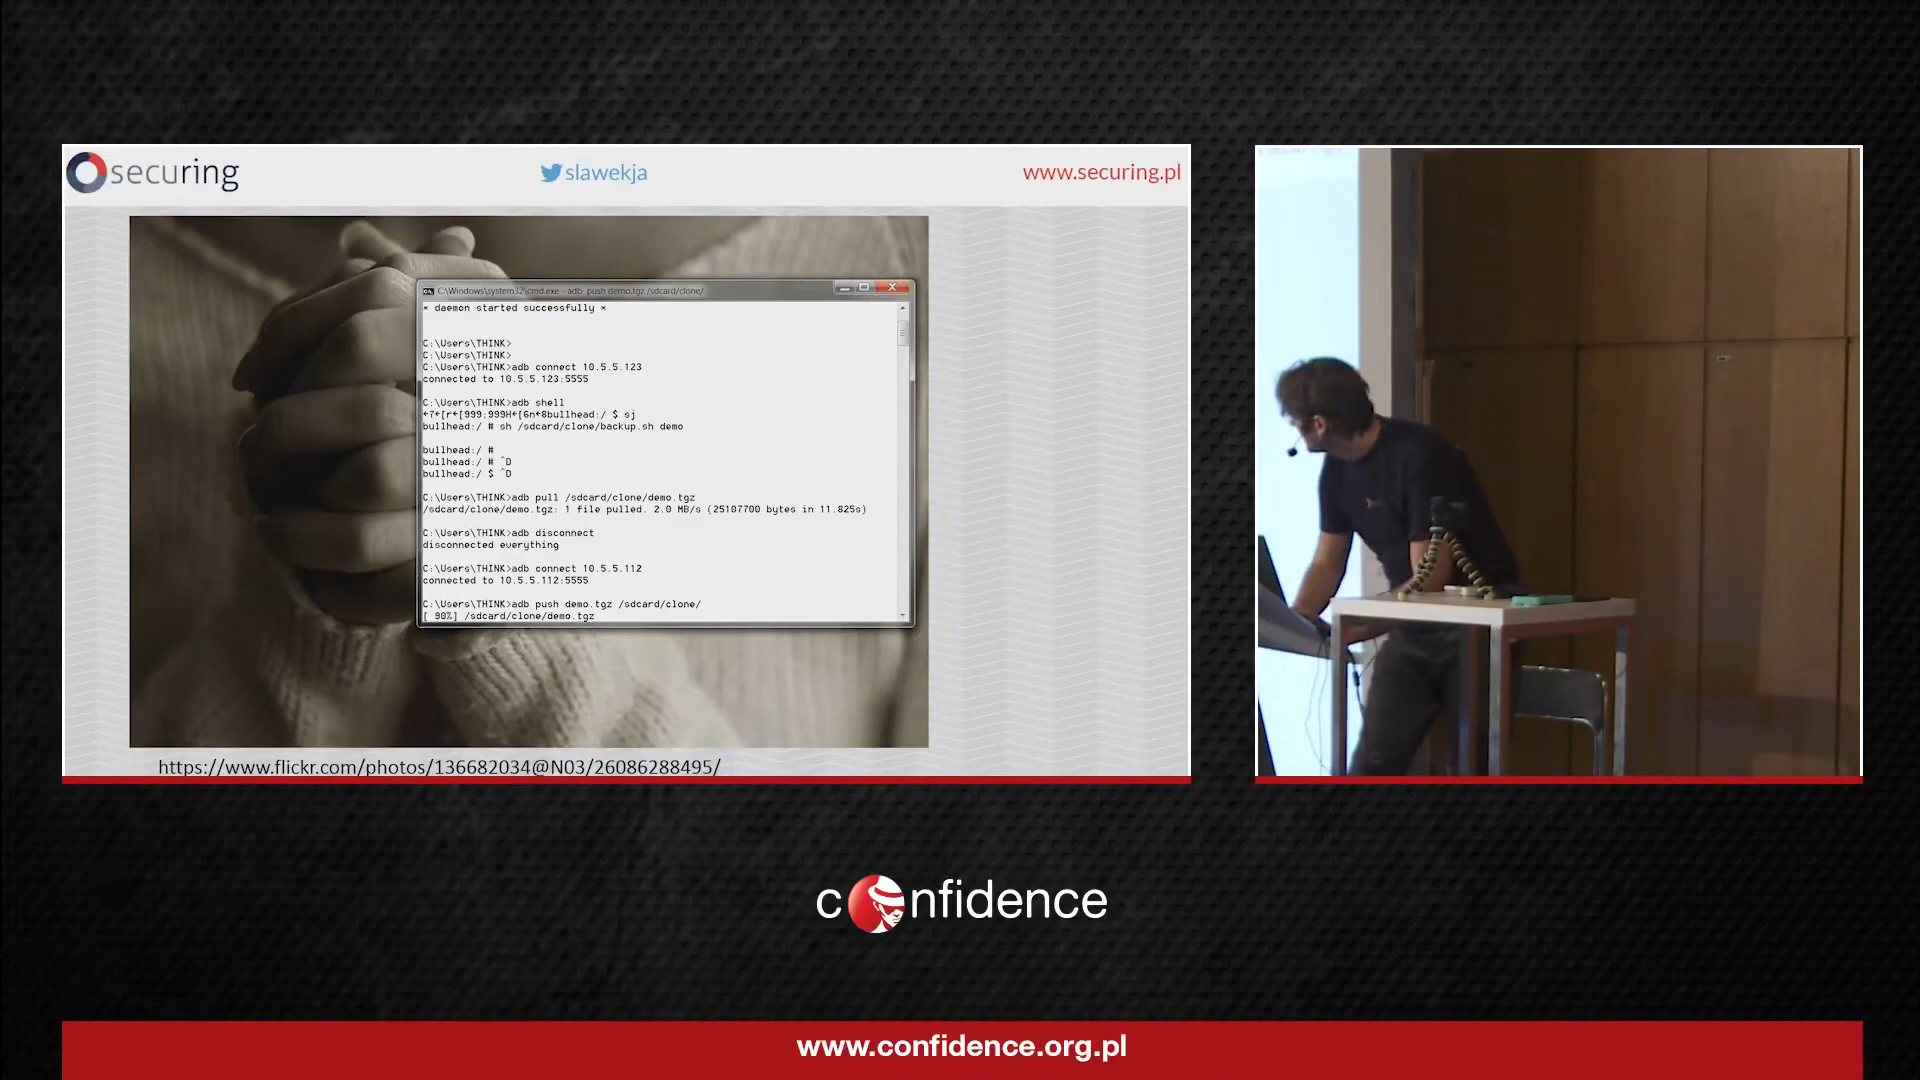 securing
slawekja
www.securing.pl
C:\Windows\system32\cmd.exe - adb push demo.tgz /sdcard/clone/
* daemon started successfully *
C:\Users\THINK>
C:\Users\THINK>
C:\Users\THINK>adb connect 10.5.5.123
connected to 10.5.5.123:5555
C:\Users\THINK>adb shell
←7←[r←[999;999H←[6n←8bullhead:/ $ sj
bullhead:/ # sh /sdcard/clone/backup.sh demo
bullhead:/ #
bullhead:/ # ^D
bullhead:/ $ ^D
C:\Users\THINK>adb pull /sdcard/clone/demo.tgz
/sdcard/clone/demo.tgz: 1 file pulled. 2.0 MB/s (25107700 bytes in 11.825s)
C:\Users\THINK>adb disconnect
disconnected everything
C:\Users\THINK>adb connect 10.5.5.112
connected to 10.5.5.112:5555
C:\Users\THINK>adb push demo.tgz /sdcard/clone/
[ 90%] /sdcard/clone/demo.tgz
https://www.flickr.com/photos/136682034@N03/26086288495/
confidence
www.confidence.org.pl